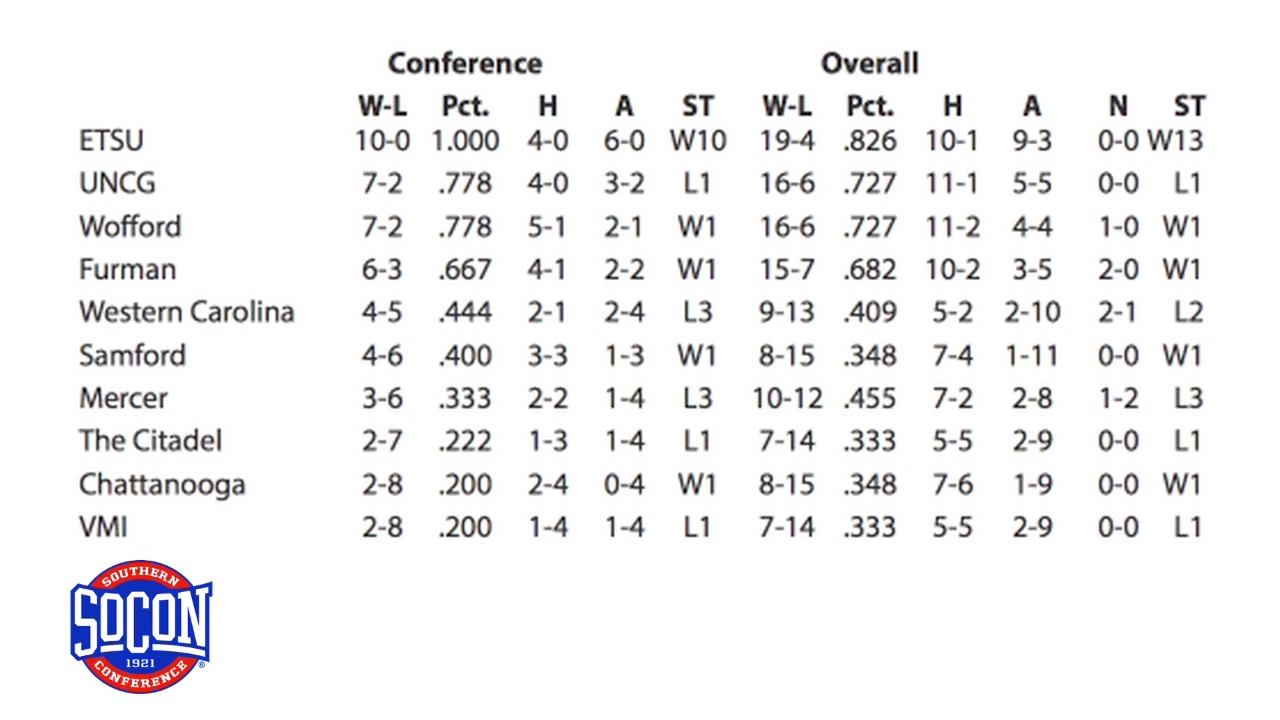 Conference Overall
W-L Pct. H A ST W-L Pct. H A N ST
ETSU 10-0 1.000 4-0 6-0 W10 19-4 .826 10-1 9-3 0-0 W13
UNCG 7-2 .778 4-0 3-2 L1 16-6 .727 11-1 5-5 0-0 L1
Wofford 7-2 .778 5-1 2-1 W1 16-6 .727 11-2 4-4 1-0 W1
Furman 6-3 .667 4-1 2-2 W1 15-7 .682 10-2 3-5 2-0 W1
Western Carolina 4-5 .444 2-1 2-4 L3 9-13 .409 5-2 2-10 2-1 L2
Samford 4-6 .400 3-3 1-3 W1 8-15 .348 7-4 1-11 0-0 W1
Mercer 3-6 .333 2-2 1-4 L3 10-12 .455 7-2 2-8 1-2 L3
The Citadel 2-7 .222 1-3 1-4 L1 7-14 .333 5-5 2-9 0-0 L1
Chattanooga 2-8 .200 2-4 0-4 W1 8-15 .348 7-6 1-9 0-0 W1
VMI 2-8 .200 1-4 1-4 L1 7-14 .333 5-5 2-9 0-0 L1
SOUTHERN
SOCON
1921
CONFERENCE ®